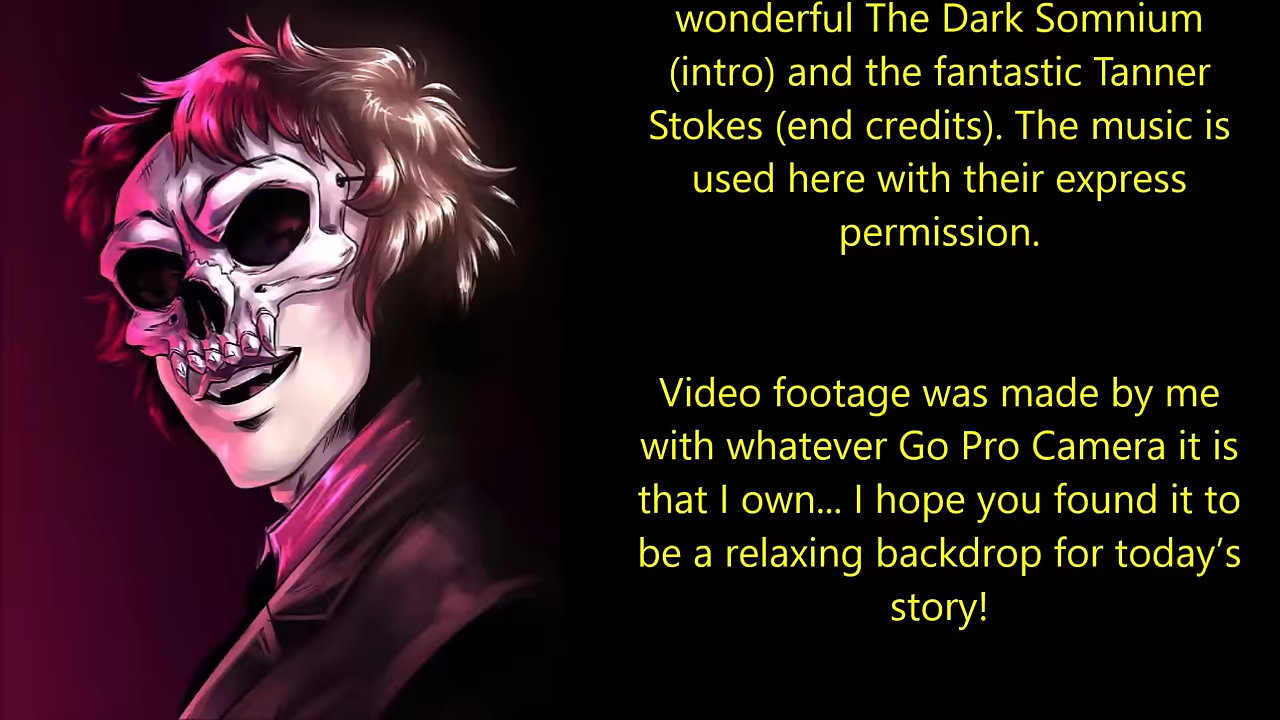 wonderful The Dark Somnium
(intro) and the fantastic Tanner
Stokes (end credits). The music is
used here with their express
permission.
Video footage was made by me
with whatever Go Pro Camera it is
that I own... I hope you found it to
be a relaxing backdrop for today’s
story!